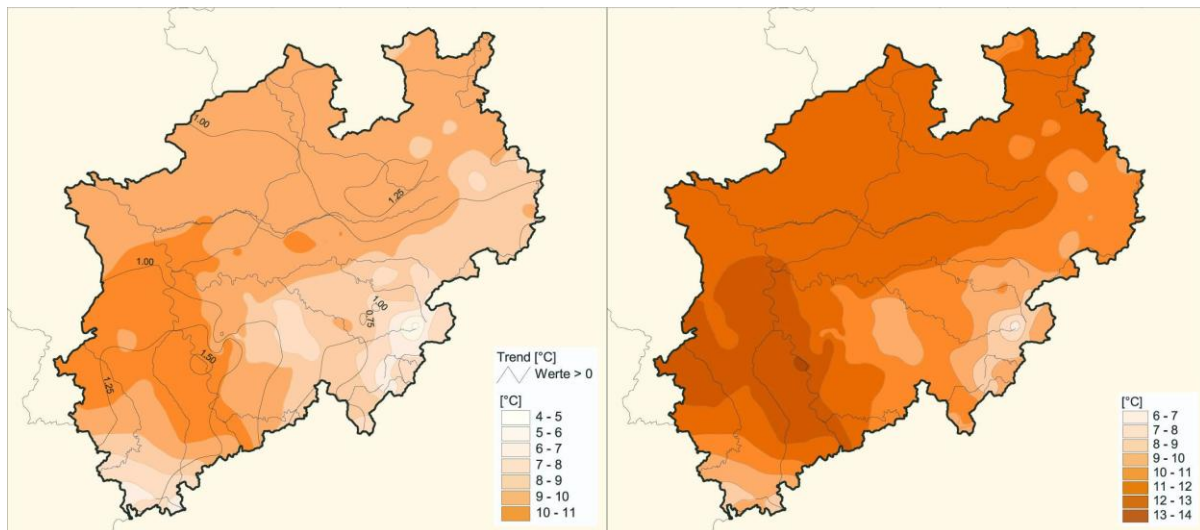 1.00
1.25
1.00
1.00
0.75
1.50
1.25
Trend [°C]
Werte > 0
[°C]
4 - 5
5 - 6
6 - 7
7 - 8
8 - 9
9 - 10
10 - 11
[°C]
6 - 7
7 - 8
8 - 9
9 - 10
10 - 11
11 - 12
12 - 13
13 - 14